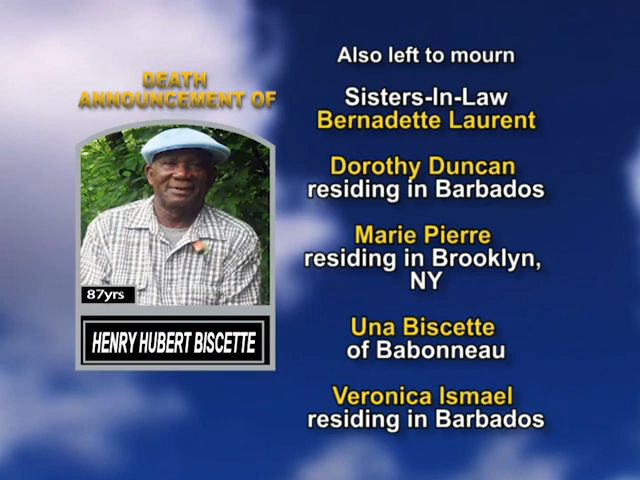 DEATH
ANNOUNCEMENT OF
87yrs
HENRY HUBERT BISCETTE
Also left to mourn
Sisters-In-Law
Bernadette Laurent
Dorothy Duncan
residing in Barbados
Marie Pierre
residing in Brooklyn,
NY
Una Biscette
of Babonneau
Veronica Ismael
residing in Barbados